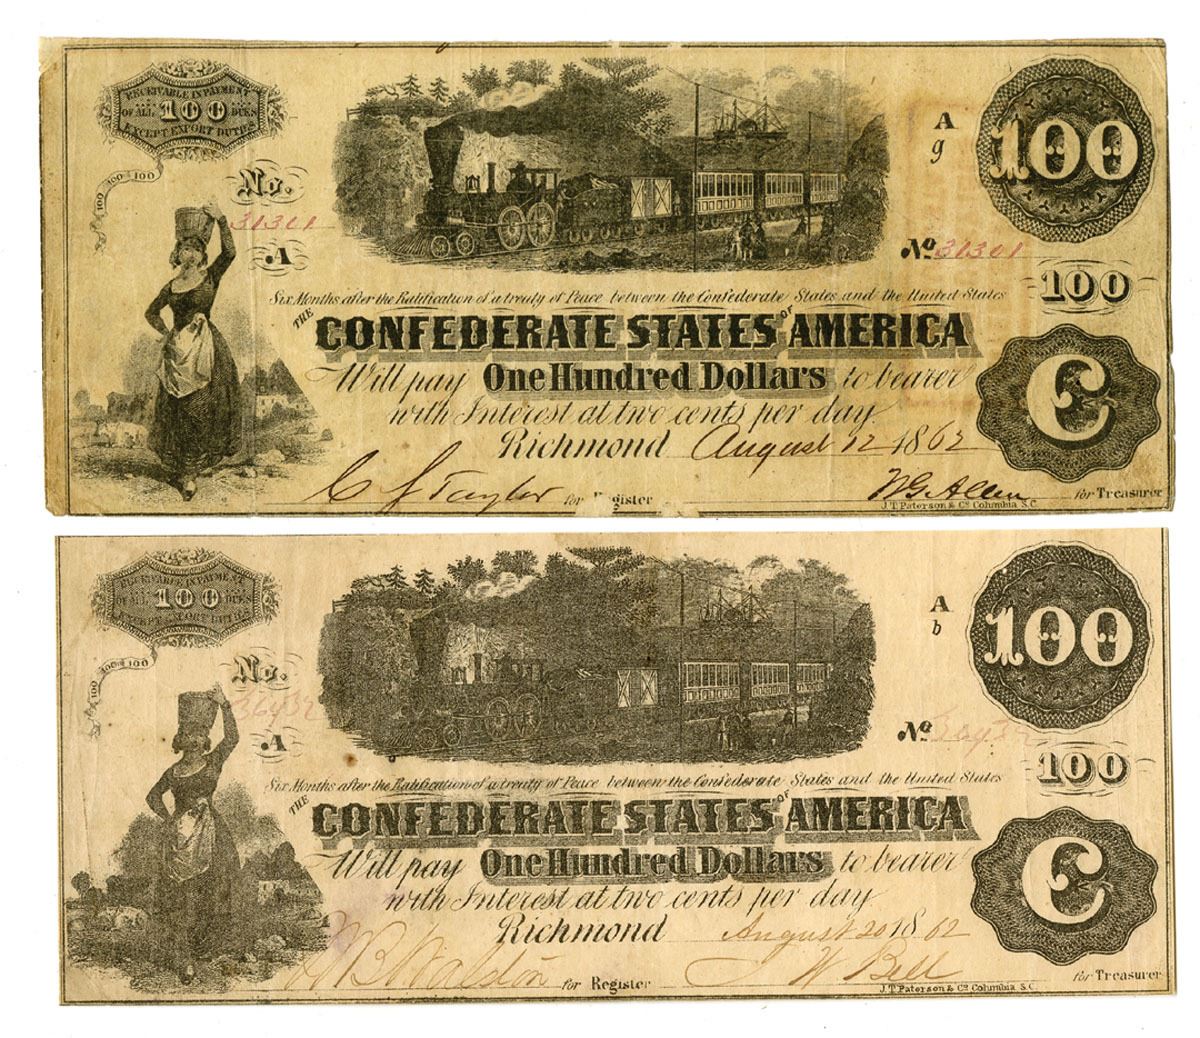 RECEIVABLE IN PAYMENT
OF ALL 100 DUES
EXCEPT EXPORT DUTIES
100 100 100
No.
31301
A
A
g
100
No 31301
100
Six Months after the Ratification of a treaty of Peace between the Confederate States and the United States
THE CONFEDERATE STATES OF AMERICA
Will pay One Hundred Dollars to bearer
with Interest at two cents per day.
Richmond August 12 1862
C
C J Taylor for Register
W G Allen for Treasurer
J. T. Paterson & Co Columbia S. C.
RECEIVABLE IN PAYMENT
OF ALL 100 DUES
EXCEPT EXPORT DUTIES
100 100 100
No.
A
A
b
100
No
100
Six Months after the Ratification of a treaty of Peace between the Confederate States and the United States
THE CONFEDERATE STATES OF AMERICA
Will pay One Hundred Dollars to bearer
with Interest at two cents per day
Richmond August 20 1862
C
for Register
W Bell for Treasurer
J. T. Paterson & Co Columbia S. C.